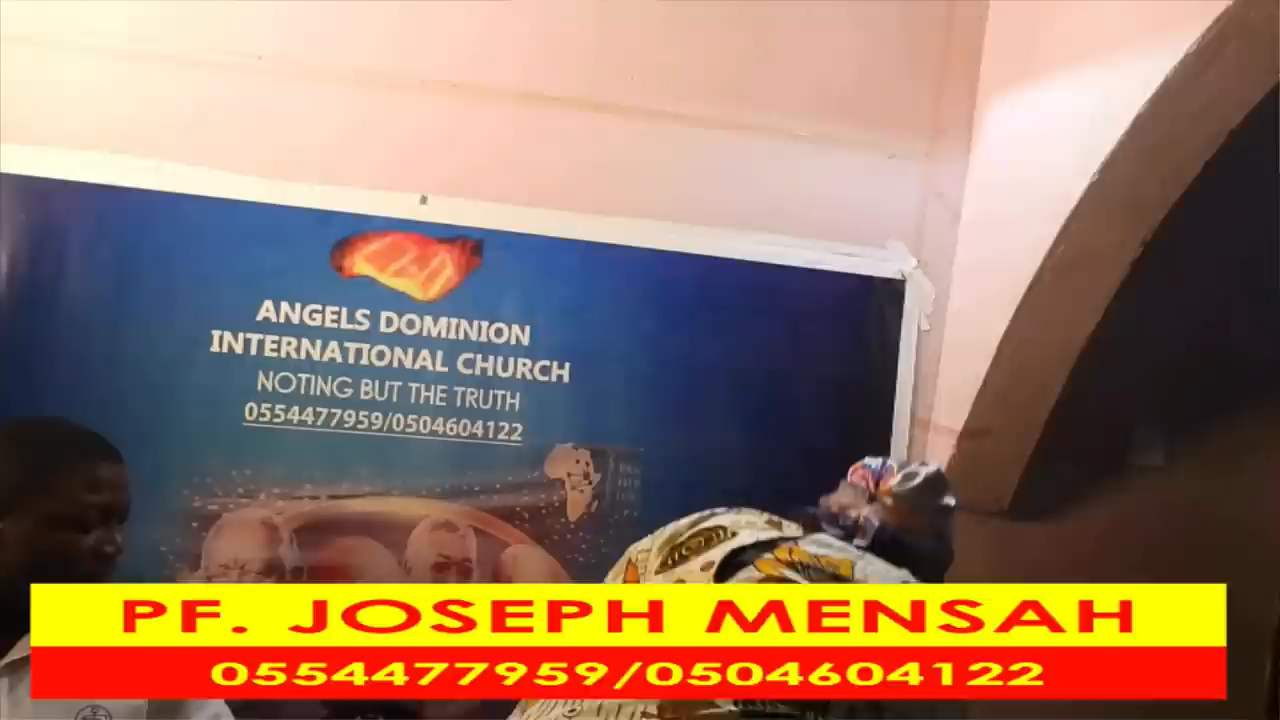 ANGELS DOMINION
INTERNATIONAL CHURCH
NOTING BUT THE TRUTH
0554477959/0504604122
PF. JOSEPH MENSAH
0554477959/0504604122